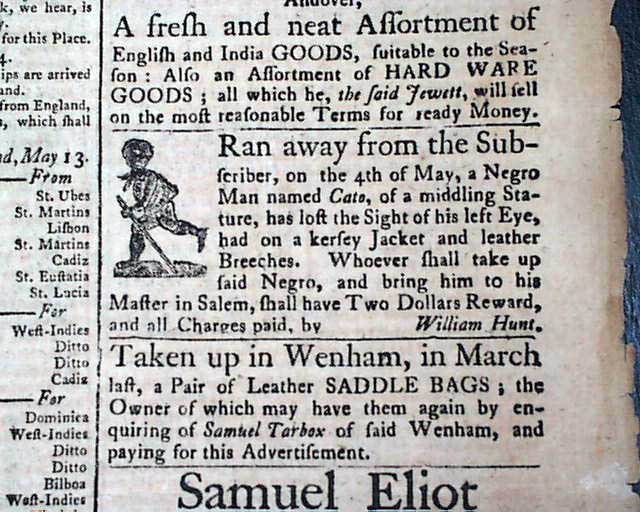 k, we hear, is
for this Place.
4.
ips are arrived
and.
from England,
, which ſhall
d, May 13.
From
St. Ubes
St. Martins
Liſbon
St. Martins
Cadiz
St. Euſtatia
St. Lucia
For
Weſt-Indies
Ditto
Ditto
Cadiz
For
Dominica
Weſt-Indies
Ditto
Ditto
Bilboa
Weſt-Indies
Andover,
A freſh and neat Aſſortment of
Engliſh and India GOODS, ſuitable to the Sea-
ſon : Alſo an Aſſortment of HARD WARE
GOODS ; all which he, the ſaid Jewett, will ſell
on the moſt reaſonable Terms for ready Money.
Ran away from the Sub-
ſcriber, on the 4th of May, a Negro
Man named Cato, of a middling Sta-
ture, has loſt the Sight of his left Eye,
had on a kerſey Jacket and leather
Breeches. Whoever ſhall take up
ſaid Negro, and bring him to his
Maſter in Salem, ſhall have Two Dollars Reward,
and all Charges paid, by William Hunt.
Taken up in Wenham, in March
laſt, a Pair of Leather SADDLE BAGS ; the
Owner of which may have them again by en-
quiring of Samuel Tarbox of ſaid Wenham, and
paying for this Advertiſement.
Samuel Eliot